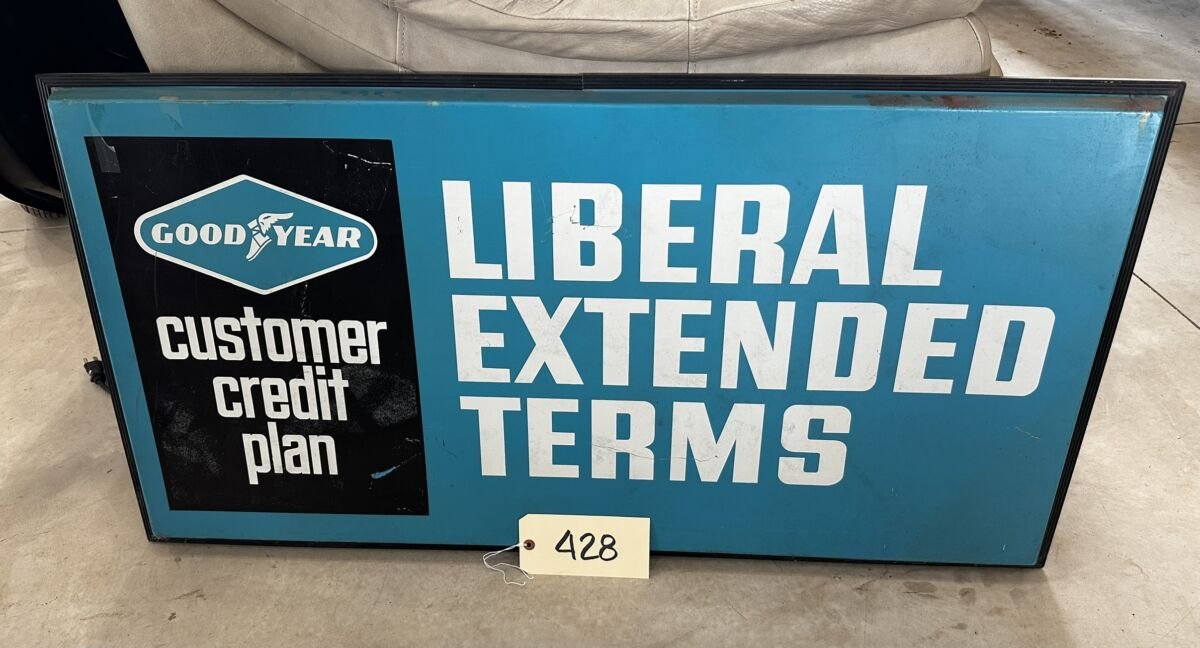 GOOD YEAR
customer
credit
plan
LIBERAL
EXTENDED
TERMS
428